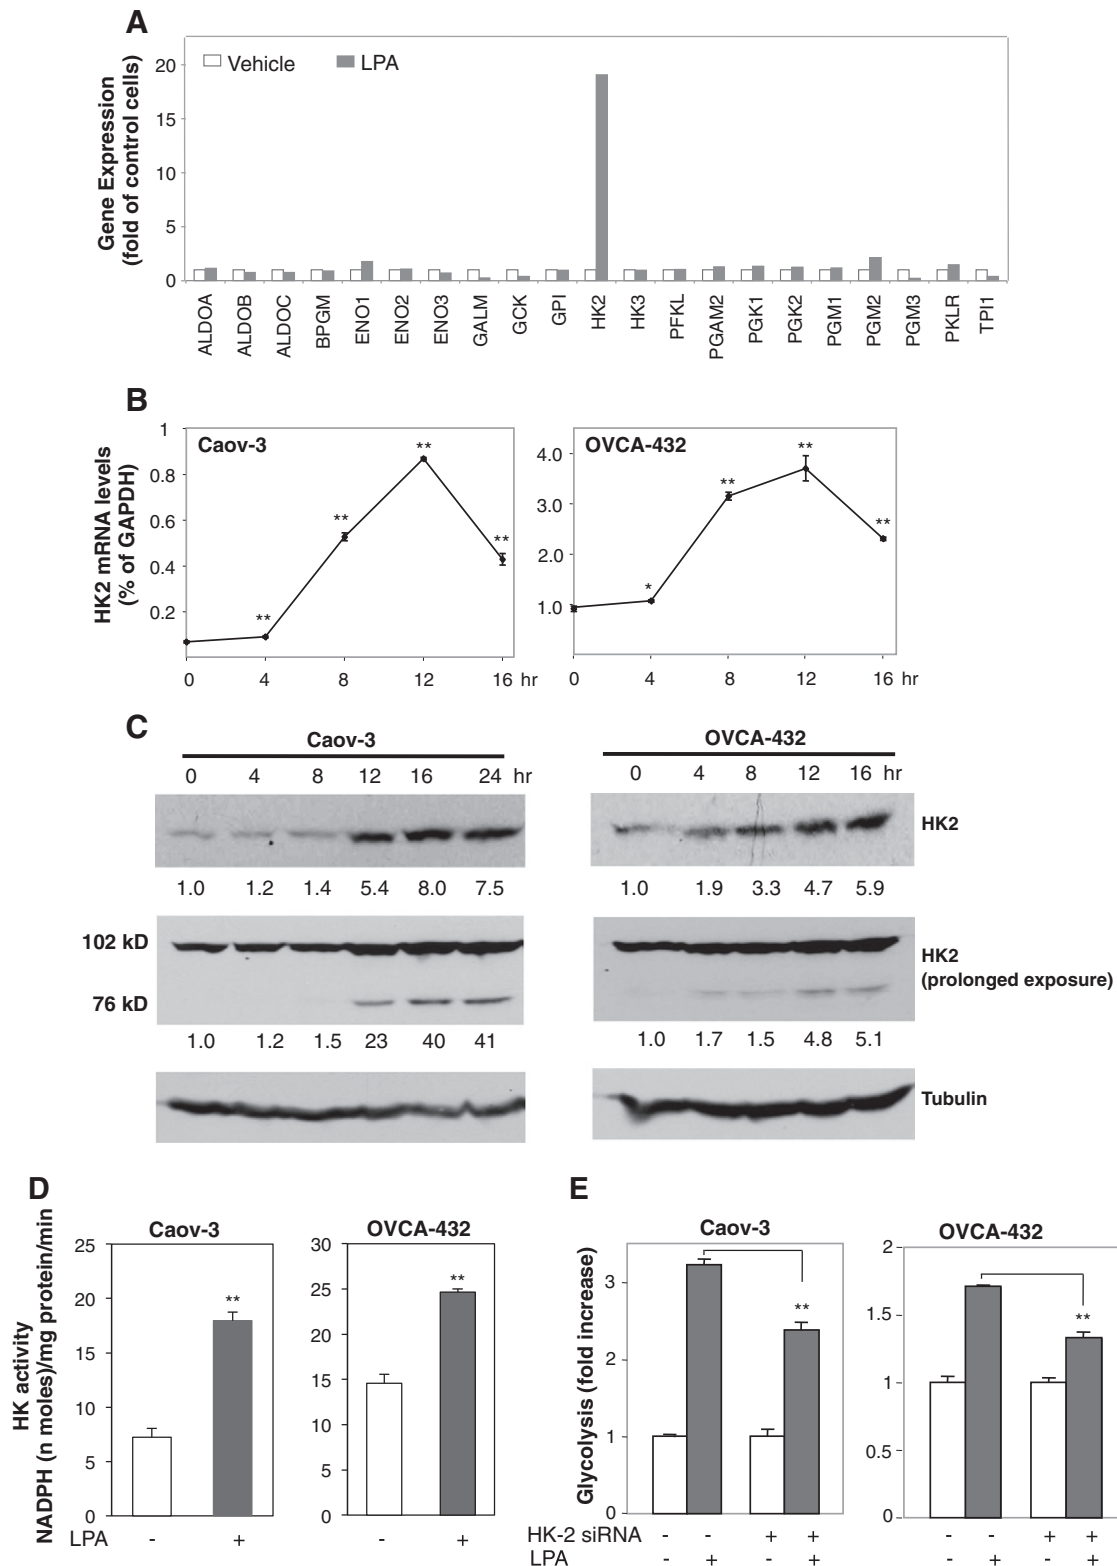 A
Gene Expression
(fold of control cells)
Vehicle LPA
20
15
10
5
0
ALDOA ALDOB ALDOC BPGM ENO1 ENO2 ENO3 GALM GCK GPI HK2 HK3 PFKL PGAM2 PGK1 PGK2 PGM1 PGM2 PGMI3 PKLR TPI1
B
HK2 mRNA levels
(% of GAPDH)
Caov-3
1
0.8
0.6
0.4
0.2
** ** ** **
0 4 8 12 16 hr
OVCA-432
4.0
3.0
2.0
1.0
* ** ** **
0 4 8 12 16 hr
C
Caov-3
0 4 8 12 16 24 hr
OVCA-432
0 4 8 12 16 hr
HK2
1.0 1.2 1.4 5.4 8.0 7.5
1.0 1.9 3.3 4.7 5.9
102 kD
76 kD
HK2
(prolonged exposure)
1.0 1.2 1.5 23 40 41
1.0 1.7 1.5 4.8 5.1
Tubulin
D
HK activity
NADPH (n moles)/mg protein/min
Caov-3
25
20
15
10
5
0
**
LPA - +
OVCA-432
30
25
20
15
10
5
0
**
- +
E
Glycolysis (fold increase)
Caov-3
3
2
1
0
**
OVCA-432
2
1.5
1
0.5
0
**
HK-2 siRNA - - + + - - + +
LPA - + - + - + - +